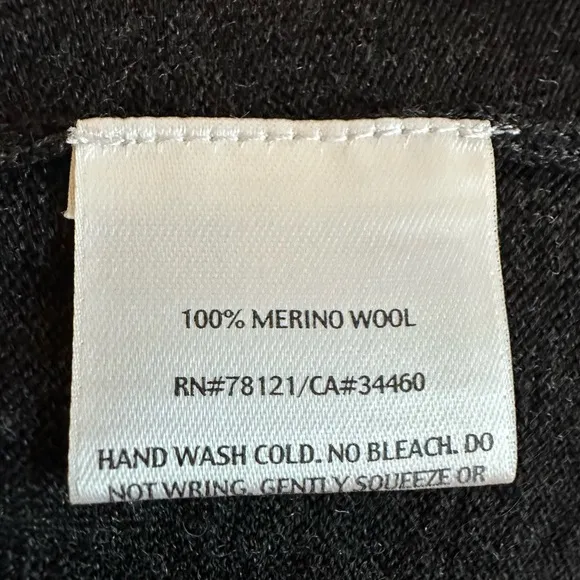 100% MERINO WOOL
RN#78121/CA#34460
HAND WASH COLD. NO BLEACH. DO
NOT WRING. GENTLY SQUEEZE OR